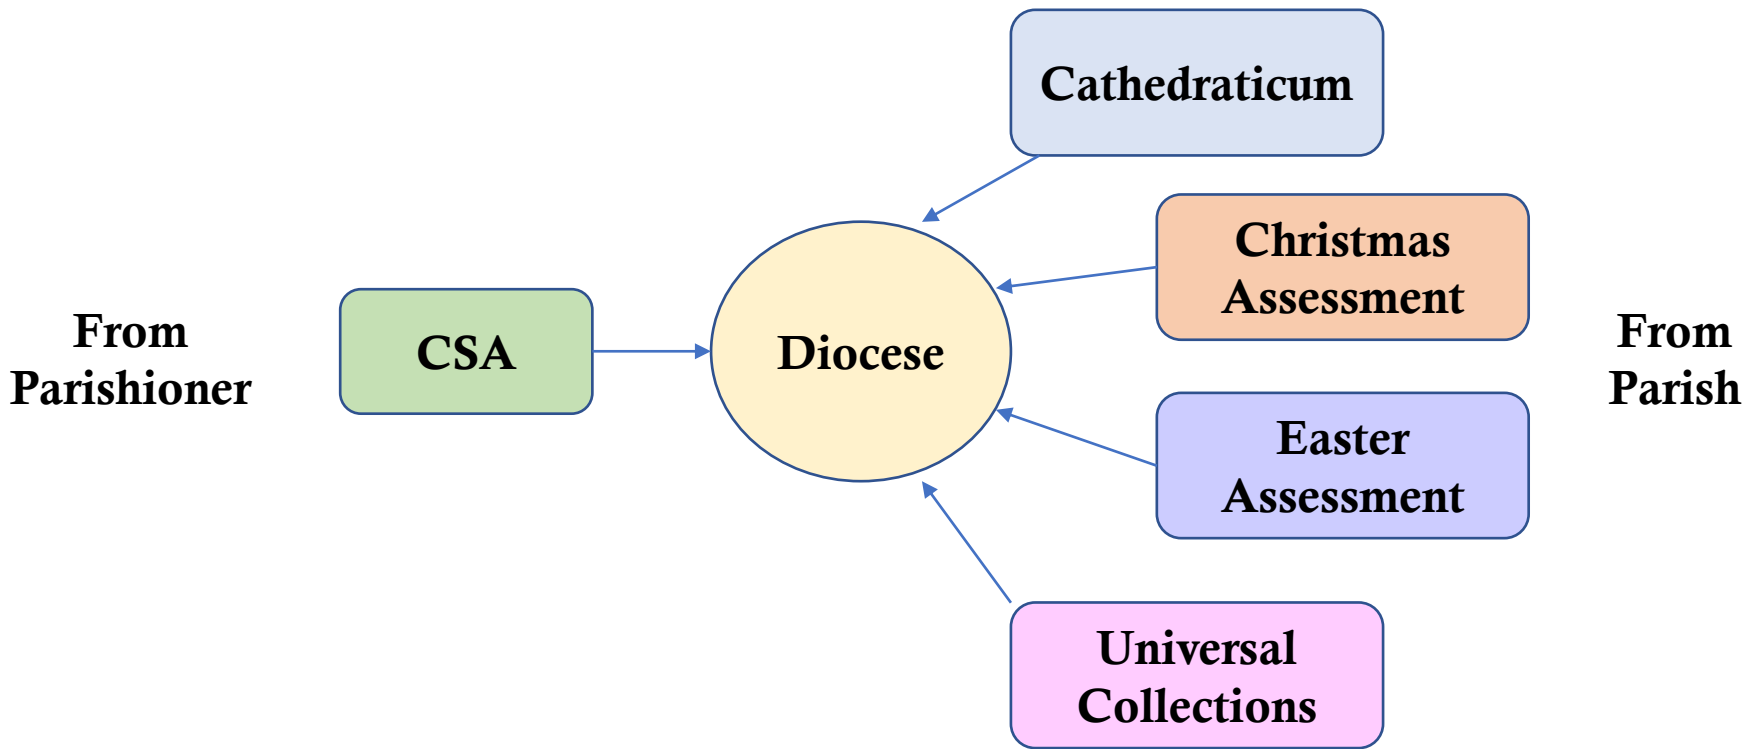 Cathedraticum
Christmas
Assessment
From
Parishioner
CSA
Diocese
From
Parish
Easter
Assessment
Universal
Collections